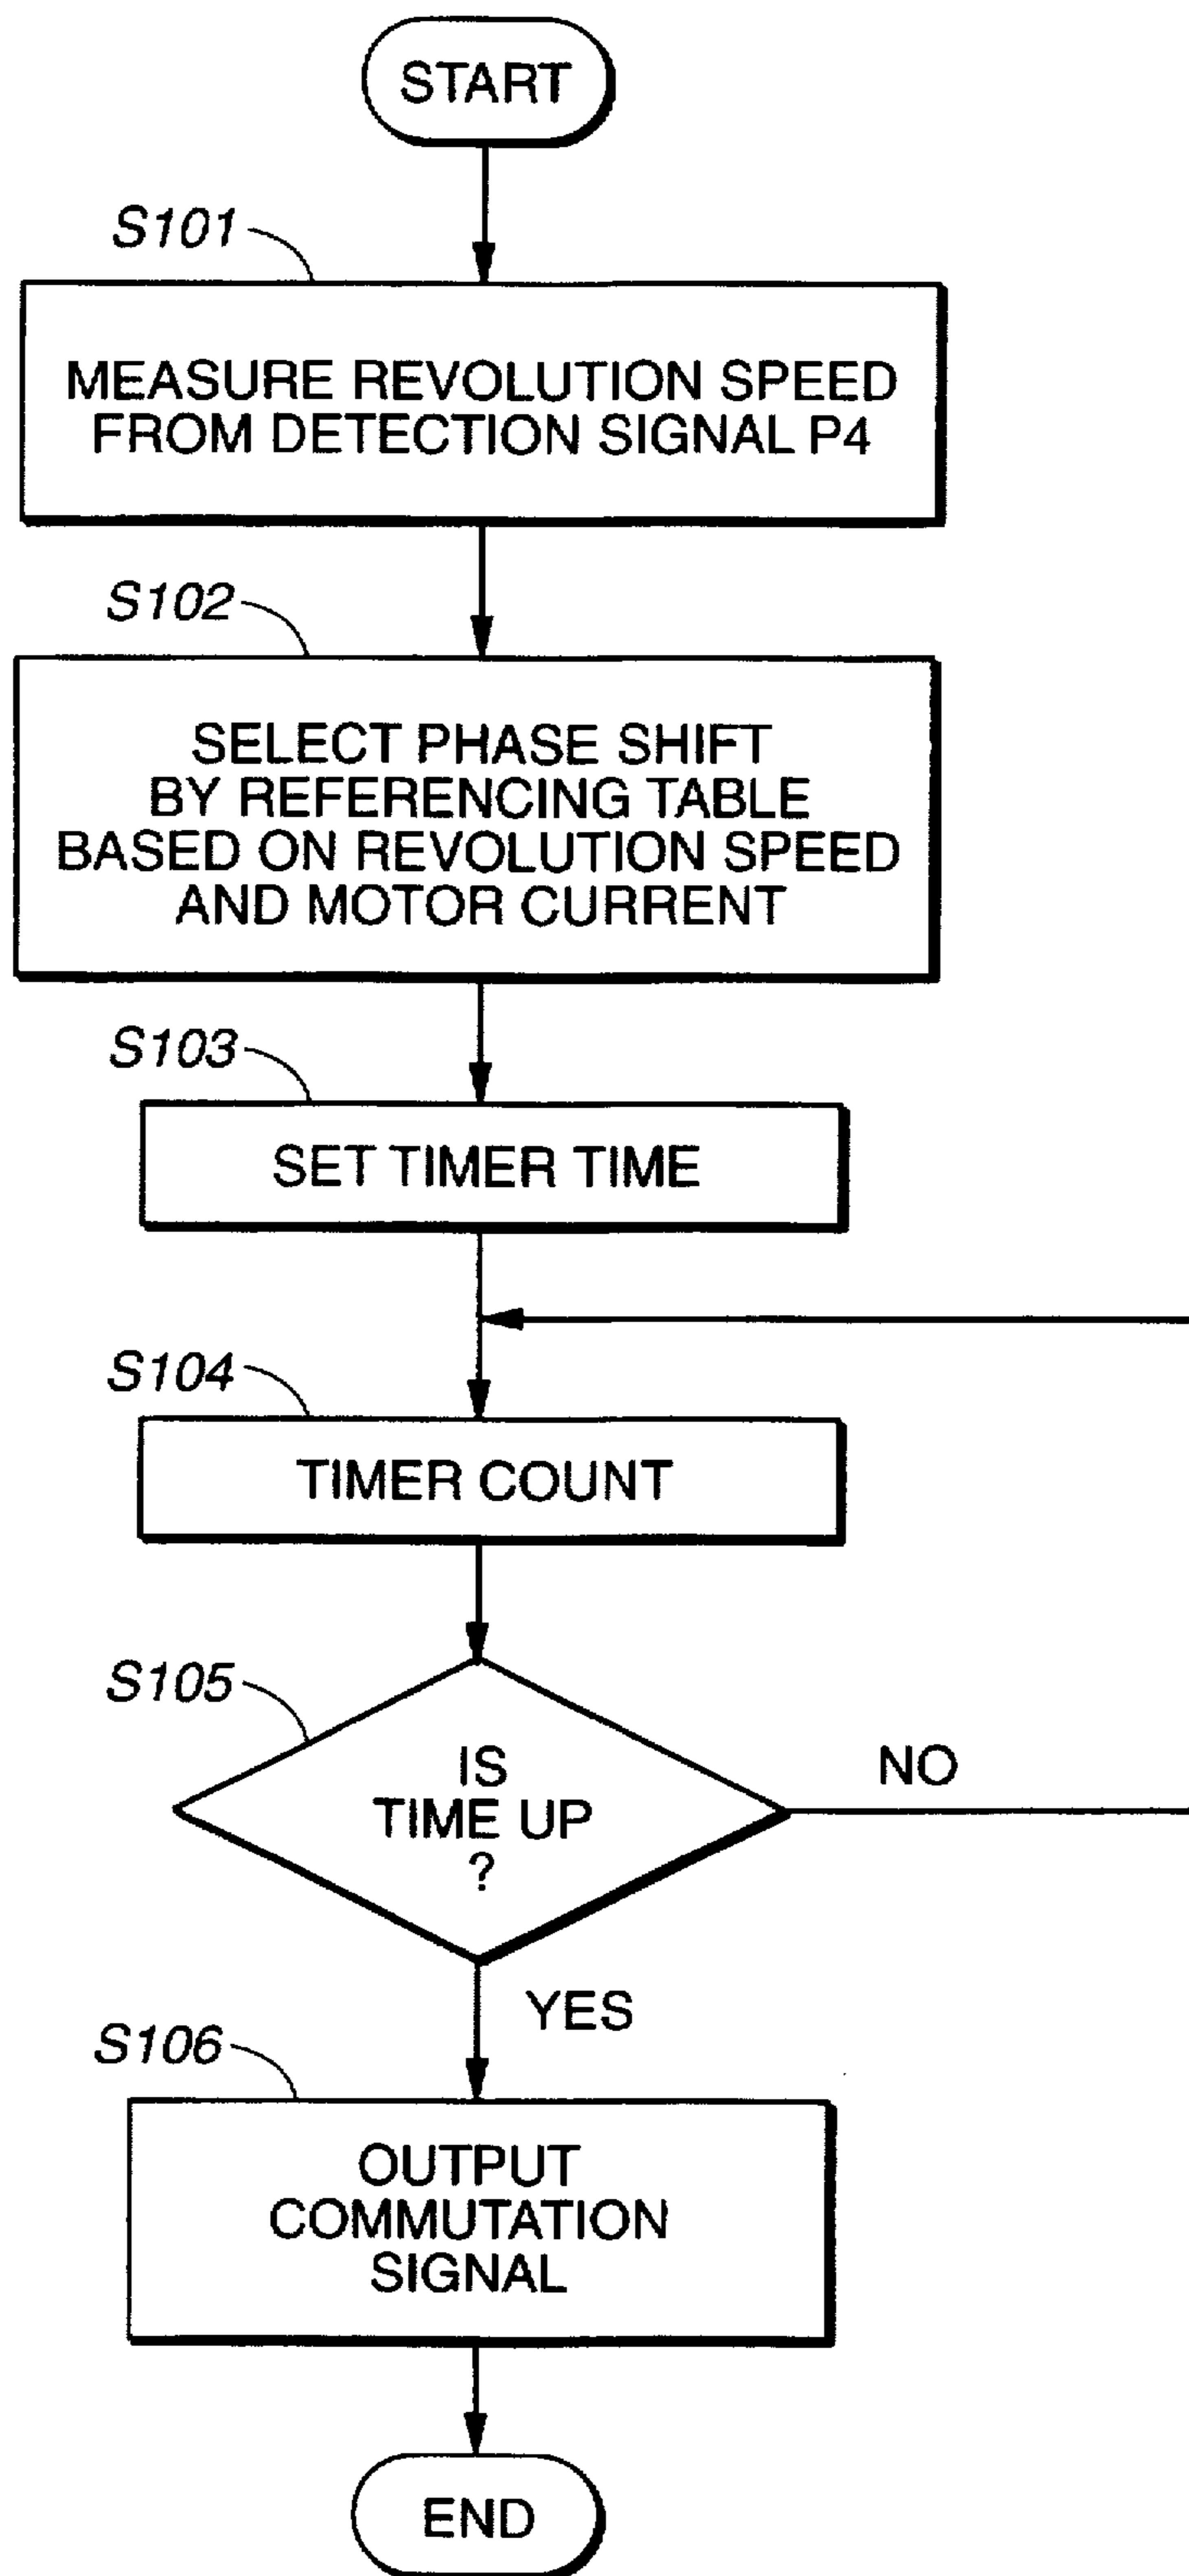 START
S101
MEASURE REVOLUTION SPEED
FROM DETECTION SIGNAL P4
S102
SELECT PHASE SHIFT
BY REFERENCING TABLE
BASED ON REVOLUTION SPEED
AND MOTOR CURRENT
S103
SET TIMER TIME
S104
TIMER COUNT
S105
IS
TIME UP
?
NO
YES
S106
OUTPUT
COMMUTATION
SIGNAL
END